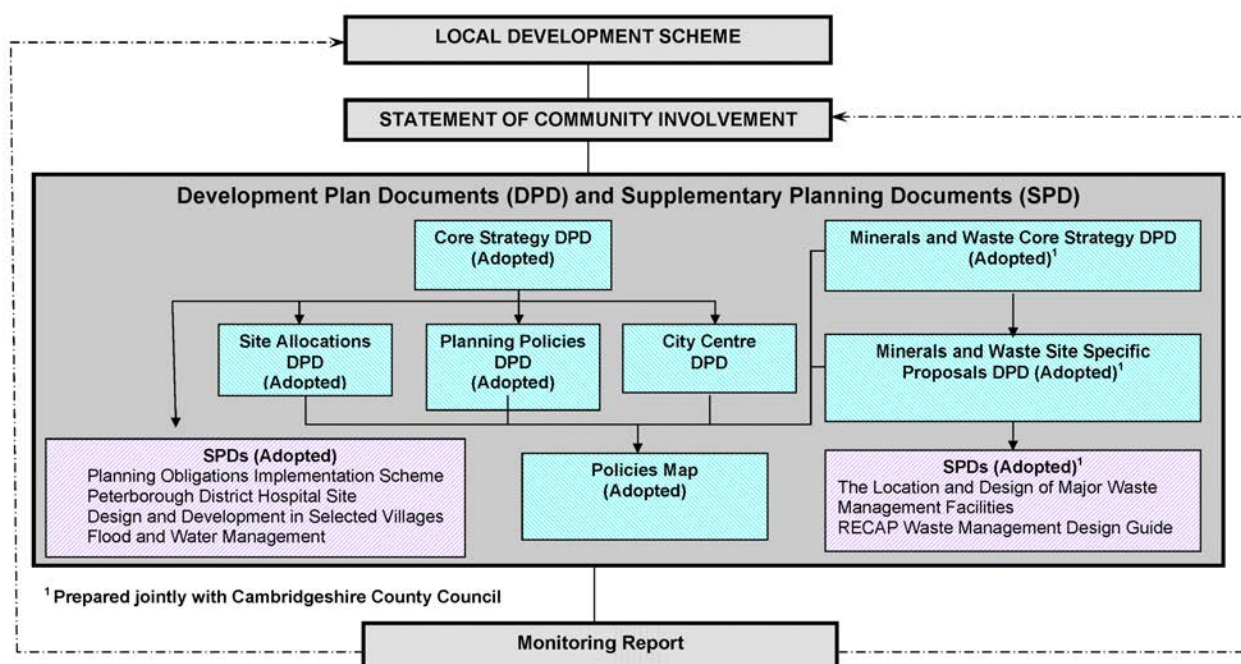 LOCAL DEVELOPMENT SCHEME
STATEMENT OF COMMUNITY INVOLVEMENT
Development Plan Documents (DPD) and Supplementary Planning Documents (SPD)
Core Strategy DPD
(Adopted)
Minerals and Waste Core Strategy DPD
(Adopted)¹
Site Allocations
DPD
(Adopted)
Planning Policies
DPD
(Adopted)
City Centre
DPD
Minerals and Waste Site Specific
Proposals DPD (Adopted)¹
SPDs (Adopted)
Planning Obligations Implementation Scheme
Peterborough District Hospital Site
Design and Development in Selected Villages
Flood and Water Management
Policies Map
(Adopted)
SPDs (Adopted)¹
The Location and Design of Major Waste
Management Facilities
RECAP Waste Management Design Guide
¹ Prepared jointly with Cambridgeshire County Council
Monitoring Report